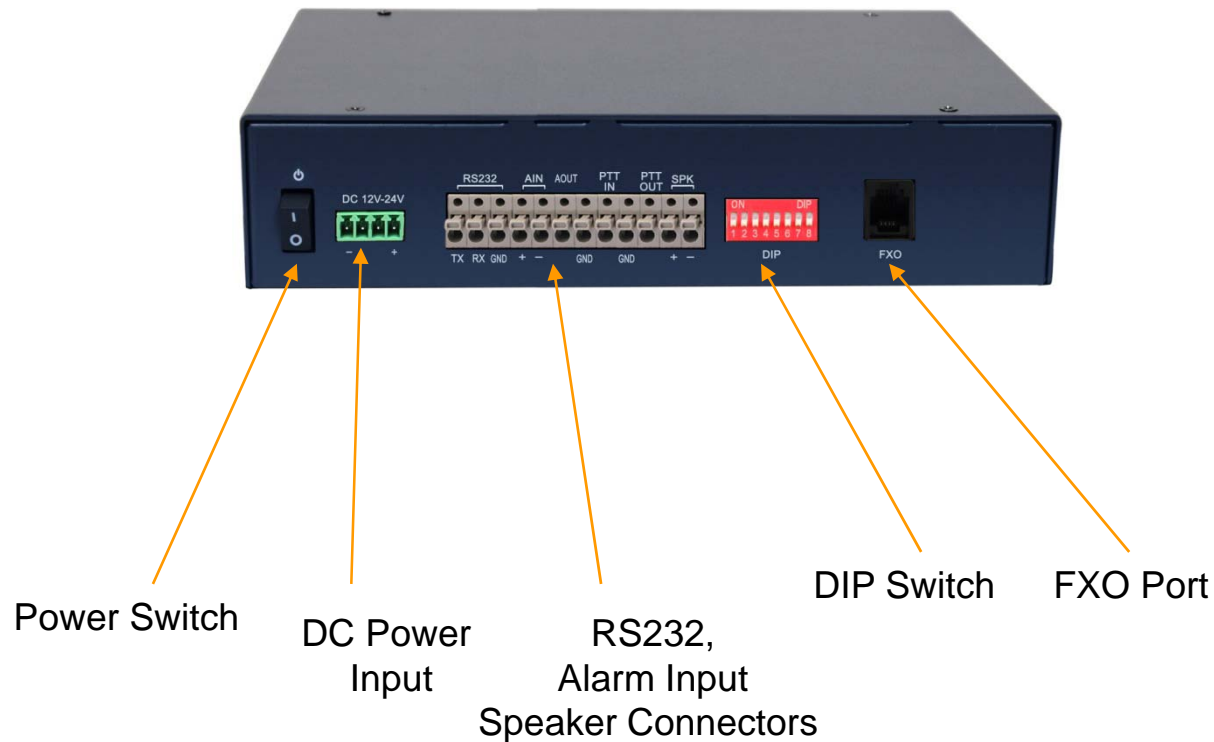 RS232 AIN AOUT PTT IN PTT OUT SPK
DC 12V-24V
ON DIP
1 2 3 4 5 6 7 8
- +
TX RX GND + - GND GND + -
DIP
FXO
Power Switch
DC Power
Input
RS232,
Alarm Input
Speaker Connectors
DIP Switch
FXO Port